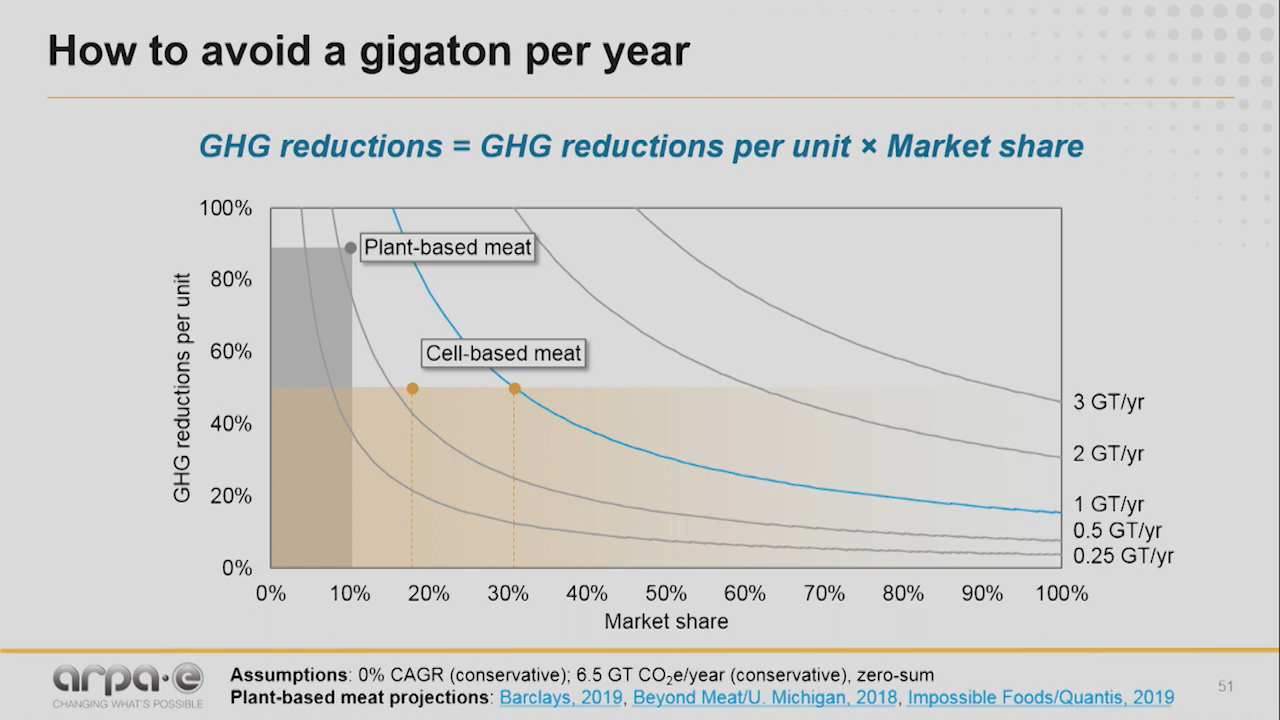 How to avoid a gigaton per year
GHG reductions = GHG reductions per unit × Market share
100%
80%
60%
40%
20%
0%
GHG reductions per unit
Plant-based meat
Cell-based meat
3 GT/yr
2 GT/yr
1 GT/yr
0.5 GT/yr
0.25 GT/yr
0% 10% 20% 30% 40% 50% 60% 70% 80% 90% 100%
Market share
arpa·e
CHANGING WHAT'S POSSIBLE
Assumptions: 0% CAGR (conservative); 6.5 GT CO₂e/year (conservative), zero-sum
Plant-based meat projections: Barclays, 2019, Beyond Meat/U. Michigan, 2018, Impossible Foods/Quantis, 2019
51